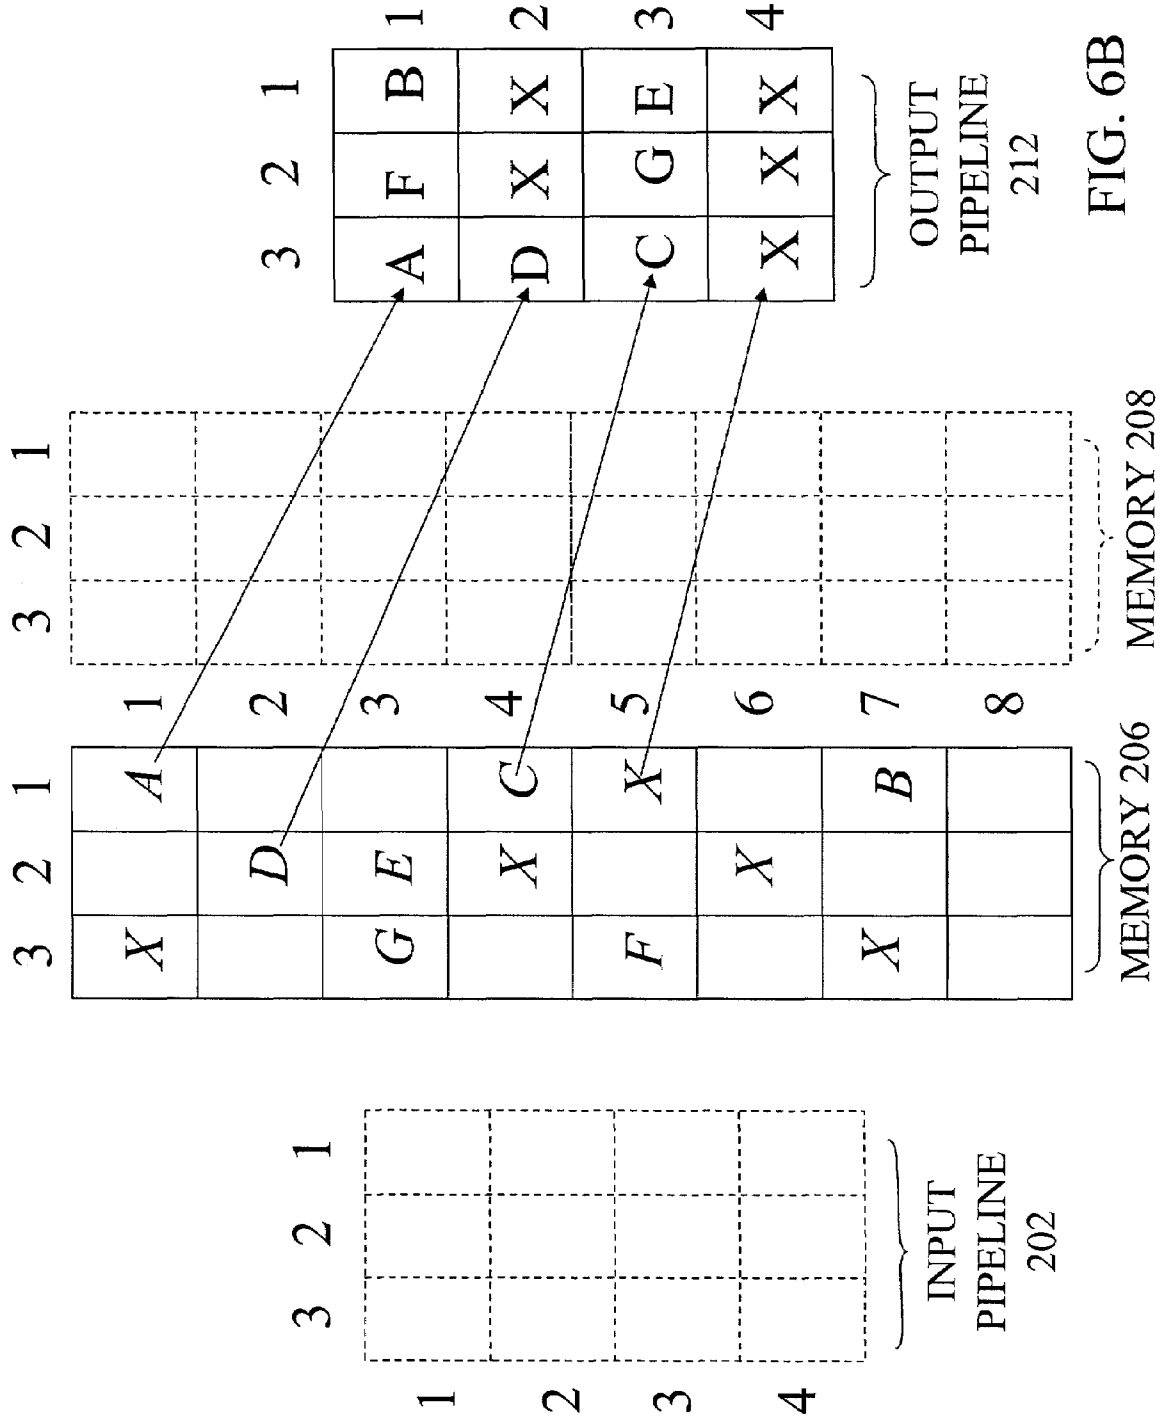 3 2 1
1
2
3
4
INPUT
PIPELINE
202
3 2 1
X A
D
G E
X C
F X
X
X B
MEMORY 206
3 2 1
1
2
3
4
5
6
7
8
MEMORY 208
3 2 1
A F B 1
D X X 2
C G E 3
X X X 4
OUTPUT
PIPELINE
212
FIG. 6B